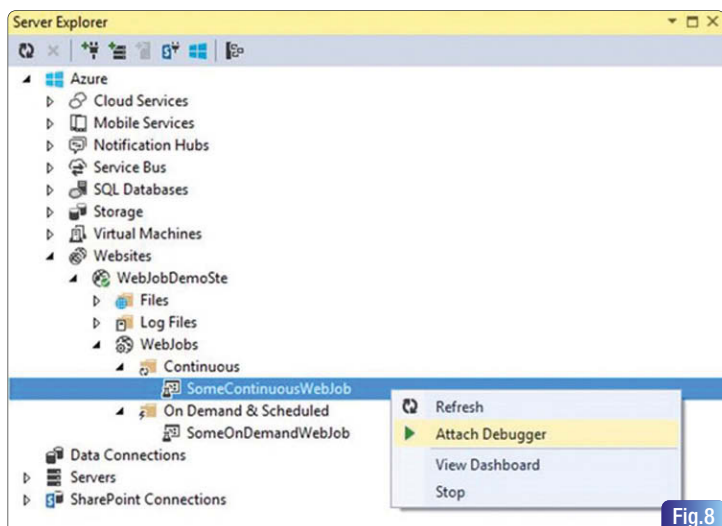 Server Explorer
Azure
Cloud Services
Mobile Services
Notification Hubs
Service Bus
SQL Databases
Storage
Virtual Machines
Websites
WebJobDemoSte
Files
Log Files
WebJobs
Continuous
SomeContinuousWebJob
On Demand & Scheduled
SomeOnDemandWebJob
Data Connections
Servers
SharePoint Connections
Refresh
Attach Debugger
View Dashboard
Stop
Fig.8